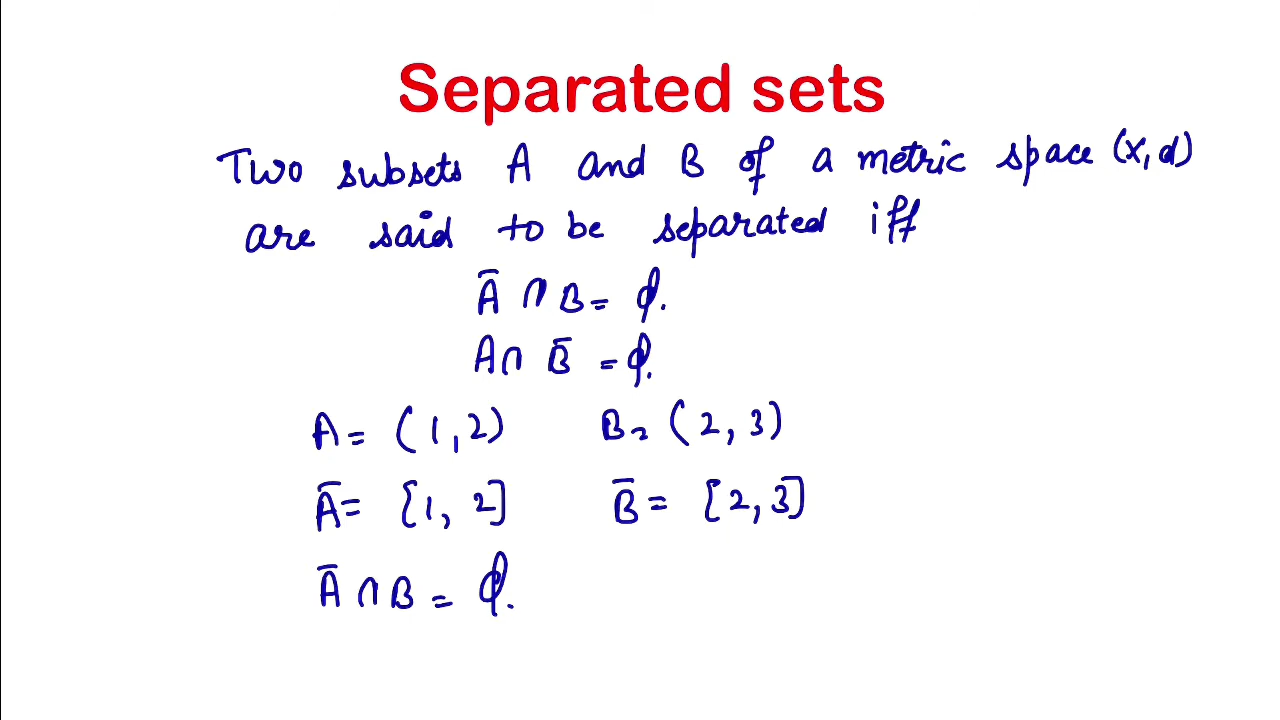 Separated sets
Two subsets A and B of a metric space (X, d)
are said to be separated iff
A̅ ∩ B = φ.
A ∩ B̅ = φ.
A = (1, 2) B = (2, 3)
A̅ = [1, 2] B̅ = [2, 3]
A̅ ∩ B = φ.